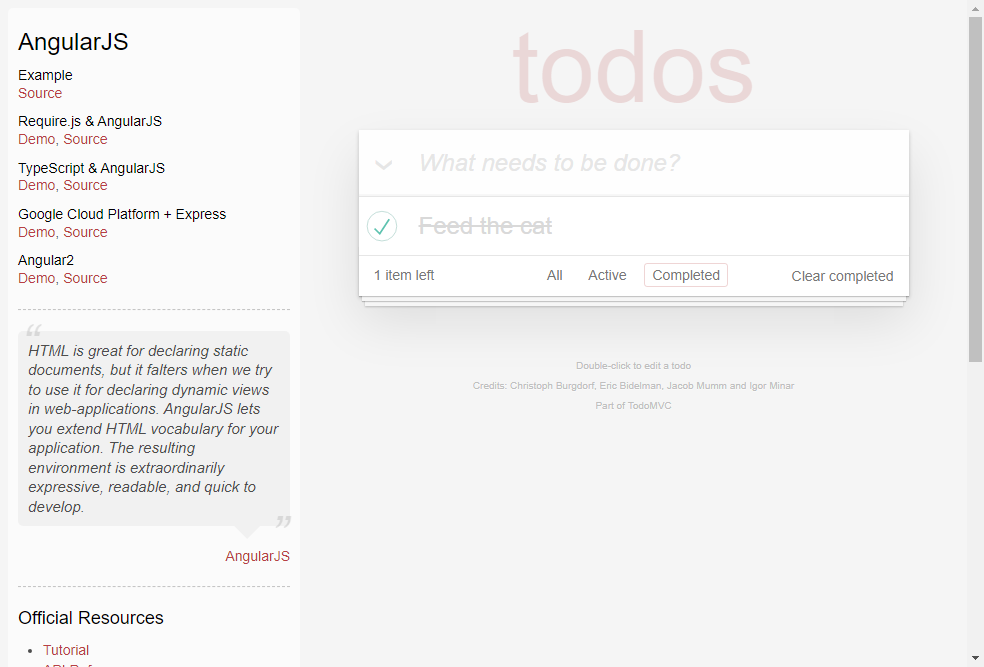 AngularJS
Example
Source
Require.js & AngularJS
Demo, Source
TypeScript & AngularJS
Demo, Source
Google Cloud Platform + Express
Demo, Source
Angular2
Demo, Source
“
HTML is great for declaring static
documents, but it falters when we try
to use it for declaring dynamic views
in web-applications. AngularJS lets
you extend HTML vocabulary for your
application. The resulting
environment is extraordinarily
expressive, readable, and quick to
develop.
”
AngularJS
Official Resources
• Tutorial
todos
What needs to be done?
Feed the cat
1 item left
All
Active
Completed
Clear completed
Double-click to edit a todo
Credits: Christoph Burgdorf, Eric Bidelman, Jacob Mumm and Igor Minar
Part of TodoMVC